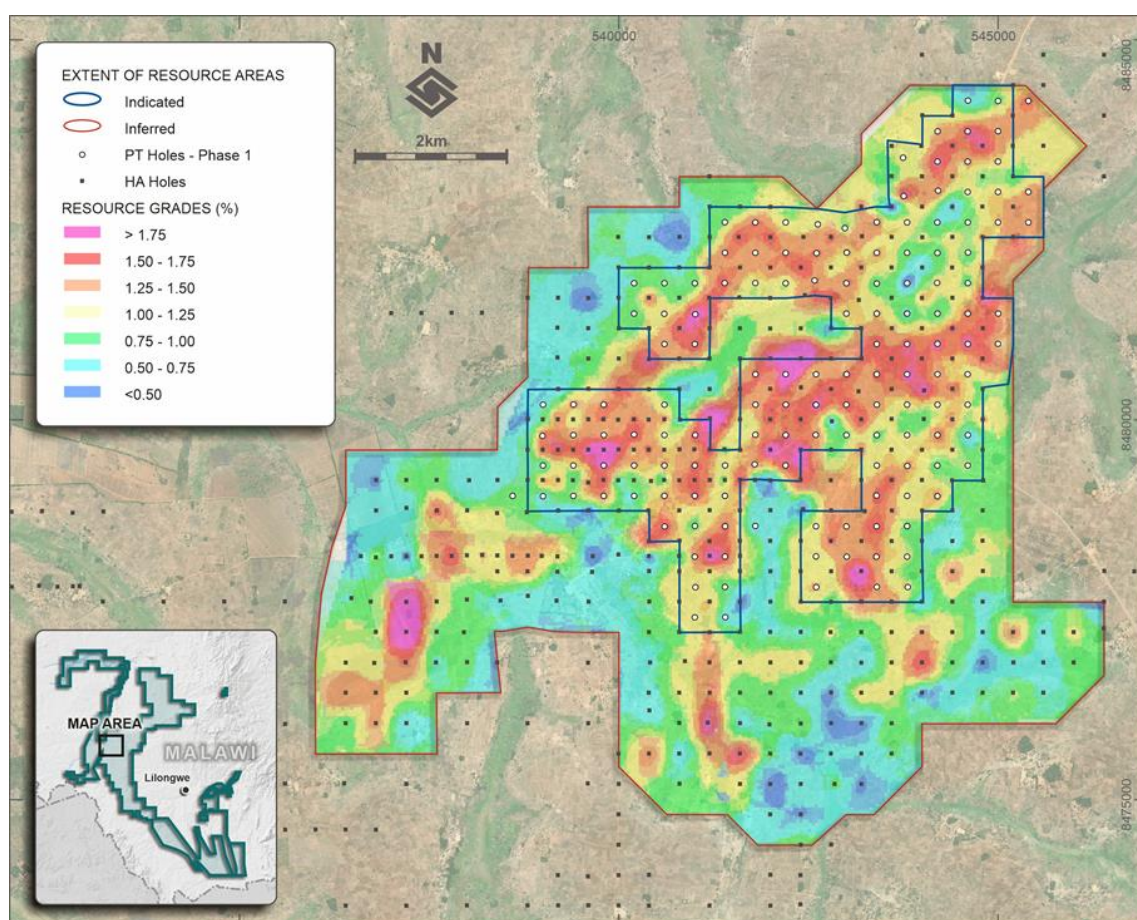 540000
545000
8485000
8480000
8475000
N
2km
EXTENT OF RESOURCE AREAS
Indicated
Inferred
PT Holes - Phase 1
HA Holes
RESOURCE GRADES (%)
> 1.75
1.50 - 1.75
1.25 - 1.50
1.00 - 1.25
0.75 - 1.00
0.50 - 0.75
<0.50
MAP AREA
MALAWI
Lilongwe